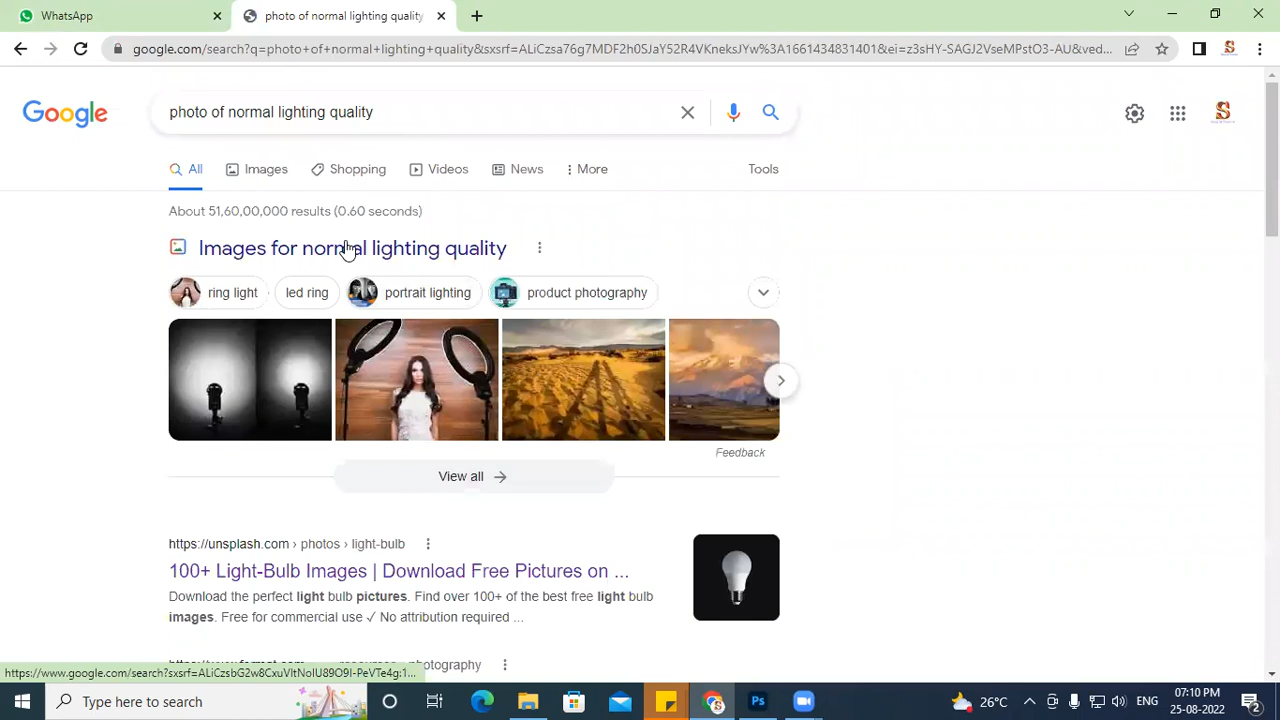 WhatsApp
photo of normal lighting quality
google.com/search?q=photo+of+normal+lighting+quality&sxsrf=ALiCzsa76g7MDF2h0SJaY52R4VKneksJYw%3A1661434831401&ei=z3sHY-SAGJ2VseMPstO3-AU&ved...
Google
photo of normal lighting quality
All
Images
Shopping
Videos
News
More
Tools
About 51,60,00,000 results (0.60 seconds)
Images for normal lighting quality
ring light
led ring
portrait lighting
product photography
Feedback
View all
https://unsplash.com › photos › light-bulb
100+ Light-Bulb Images | Download Free Pictures on ...
Download the perfect light bulb pictures. Find over 100+ of the best free light bulb
images. Free for commercial use ✓ No attribution required ...
photography
https://www.google.com/search?sxsrf=ALiCzsbG2w8CxuVItNoIU89O9I-PeVTe4g:1...
Type here to search
26°C
ENG
07:10 PM
25-08-2022
2